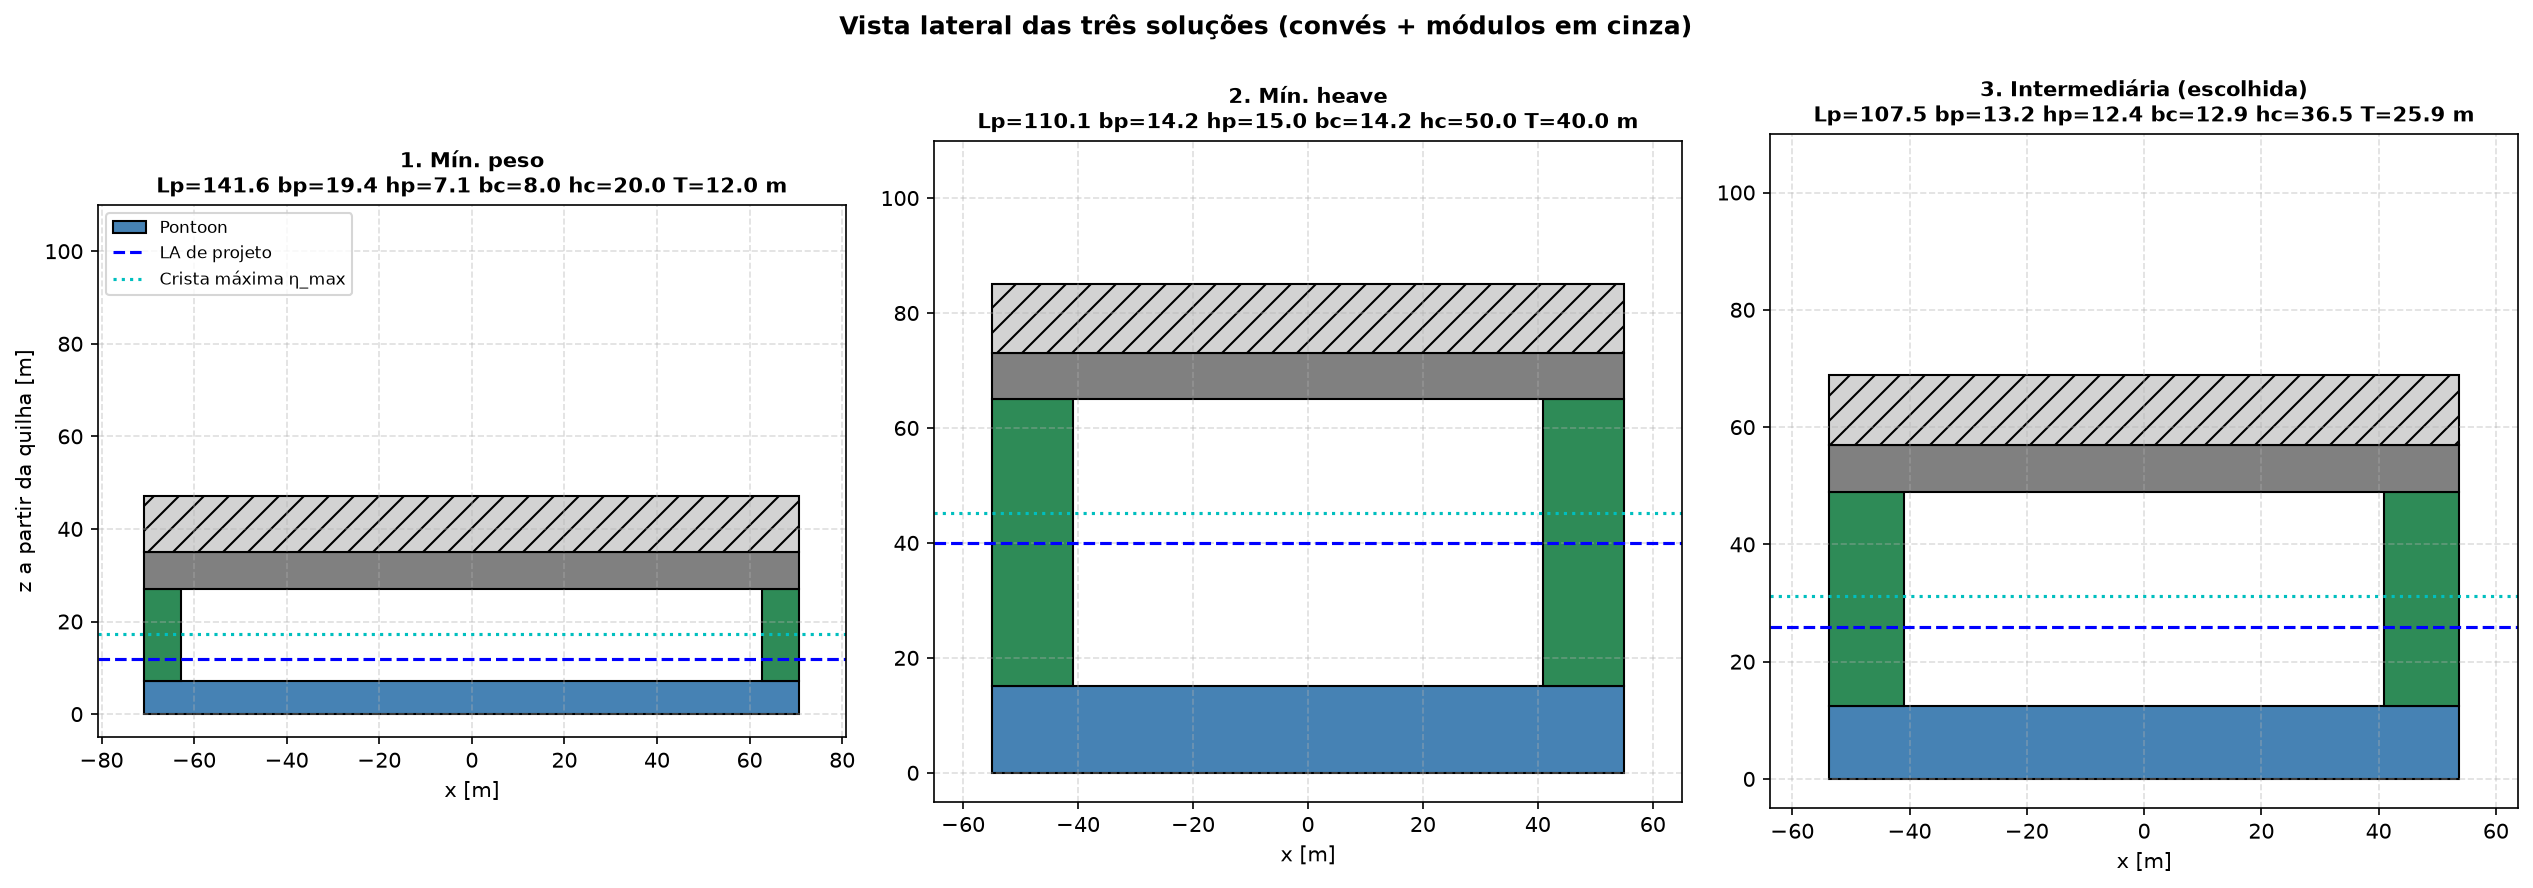 Vista lateral das três soluções (convés + módulos em cinza)
1. Mín. peso
Lp=141.6 bp=19.4 hp=7.1 bc=8.0 hc=20.0 T=12.0 m
Pontoon
LA de projeto
Crista máxima η_max
100
80
60
40
20
0
z a partir da quilha [m]
−80 −60 −40 −20 0 20 40 60 80
x [m]
2. Mín. heave
Lp=110.1 bp=14.2 hp=15.0 bc=14.2 hc=50.0 T=40.0 m
100
80
60
40
20
0
−60 −40 −20 0 20 40 60
x [m]
3. Intermediária (escolhida)
Lp=107.5 bp=13.2 hp=12.4 bc=12.9 hc=36.5 T=25.9 m
100
80
60
40
20
0
−60 −40 −20 0 20 40 60
x [m]